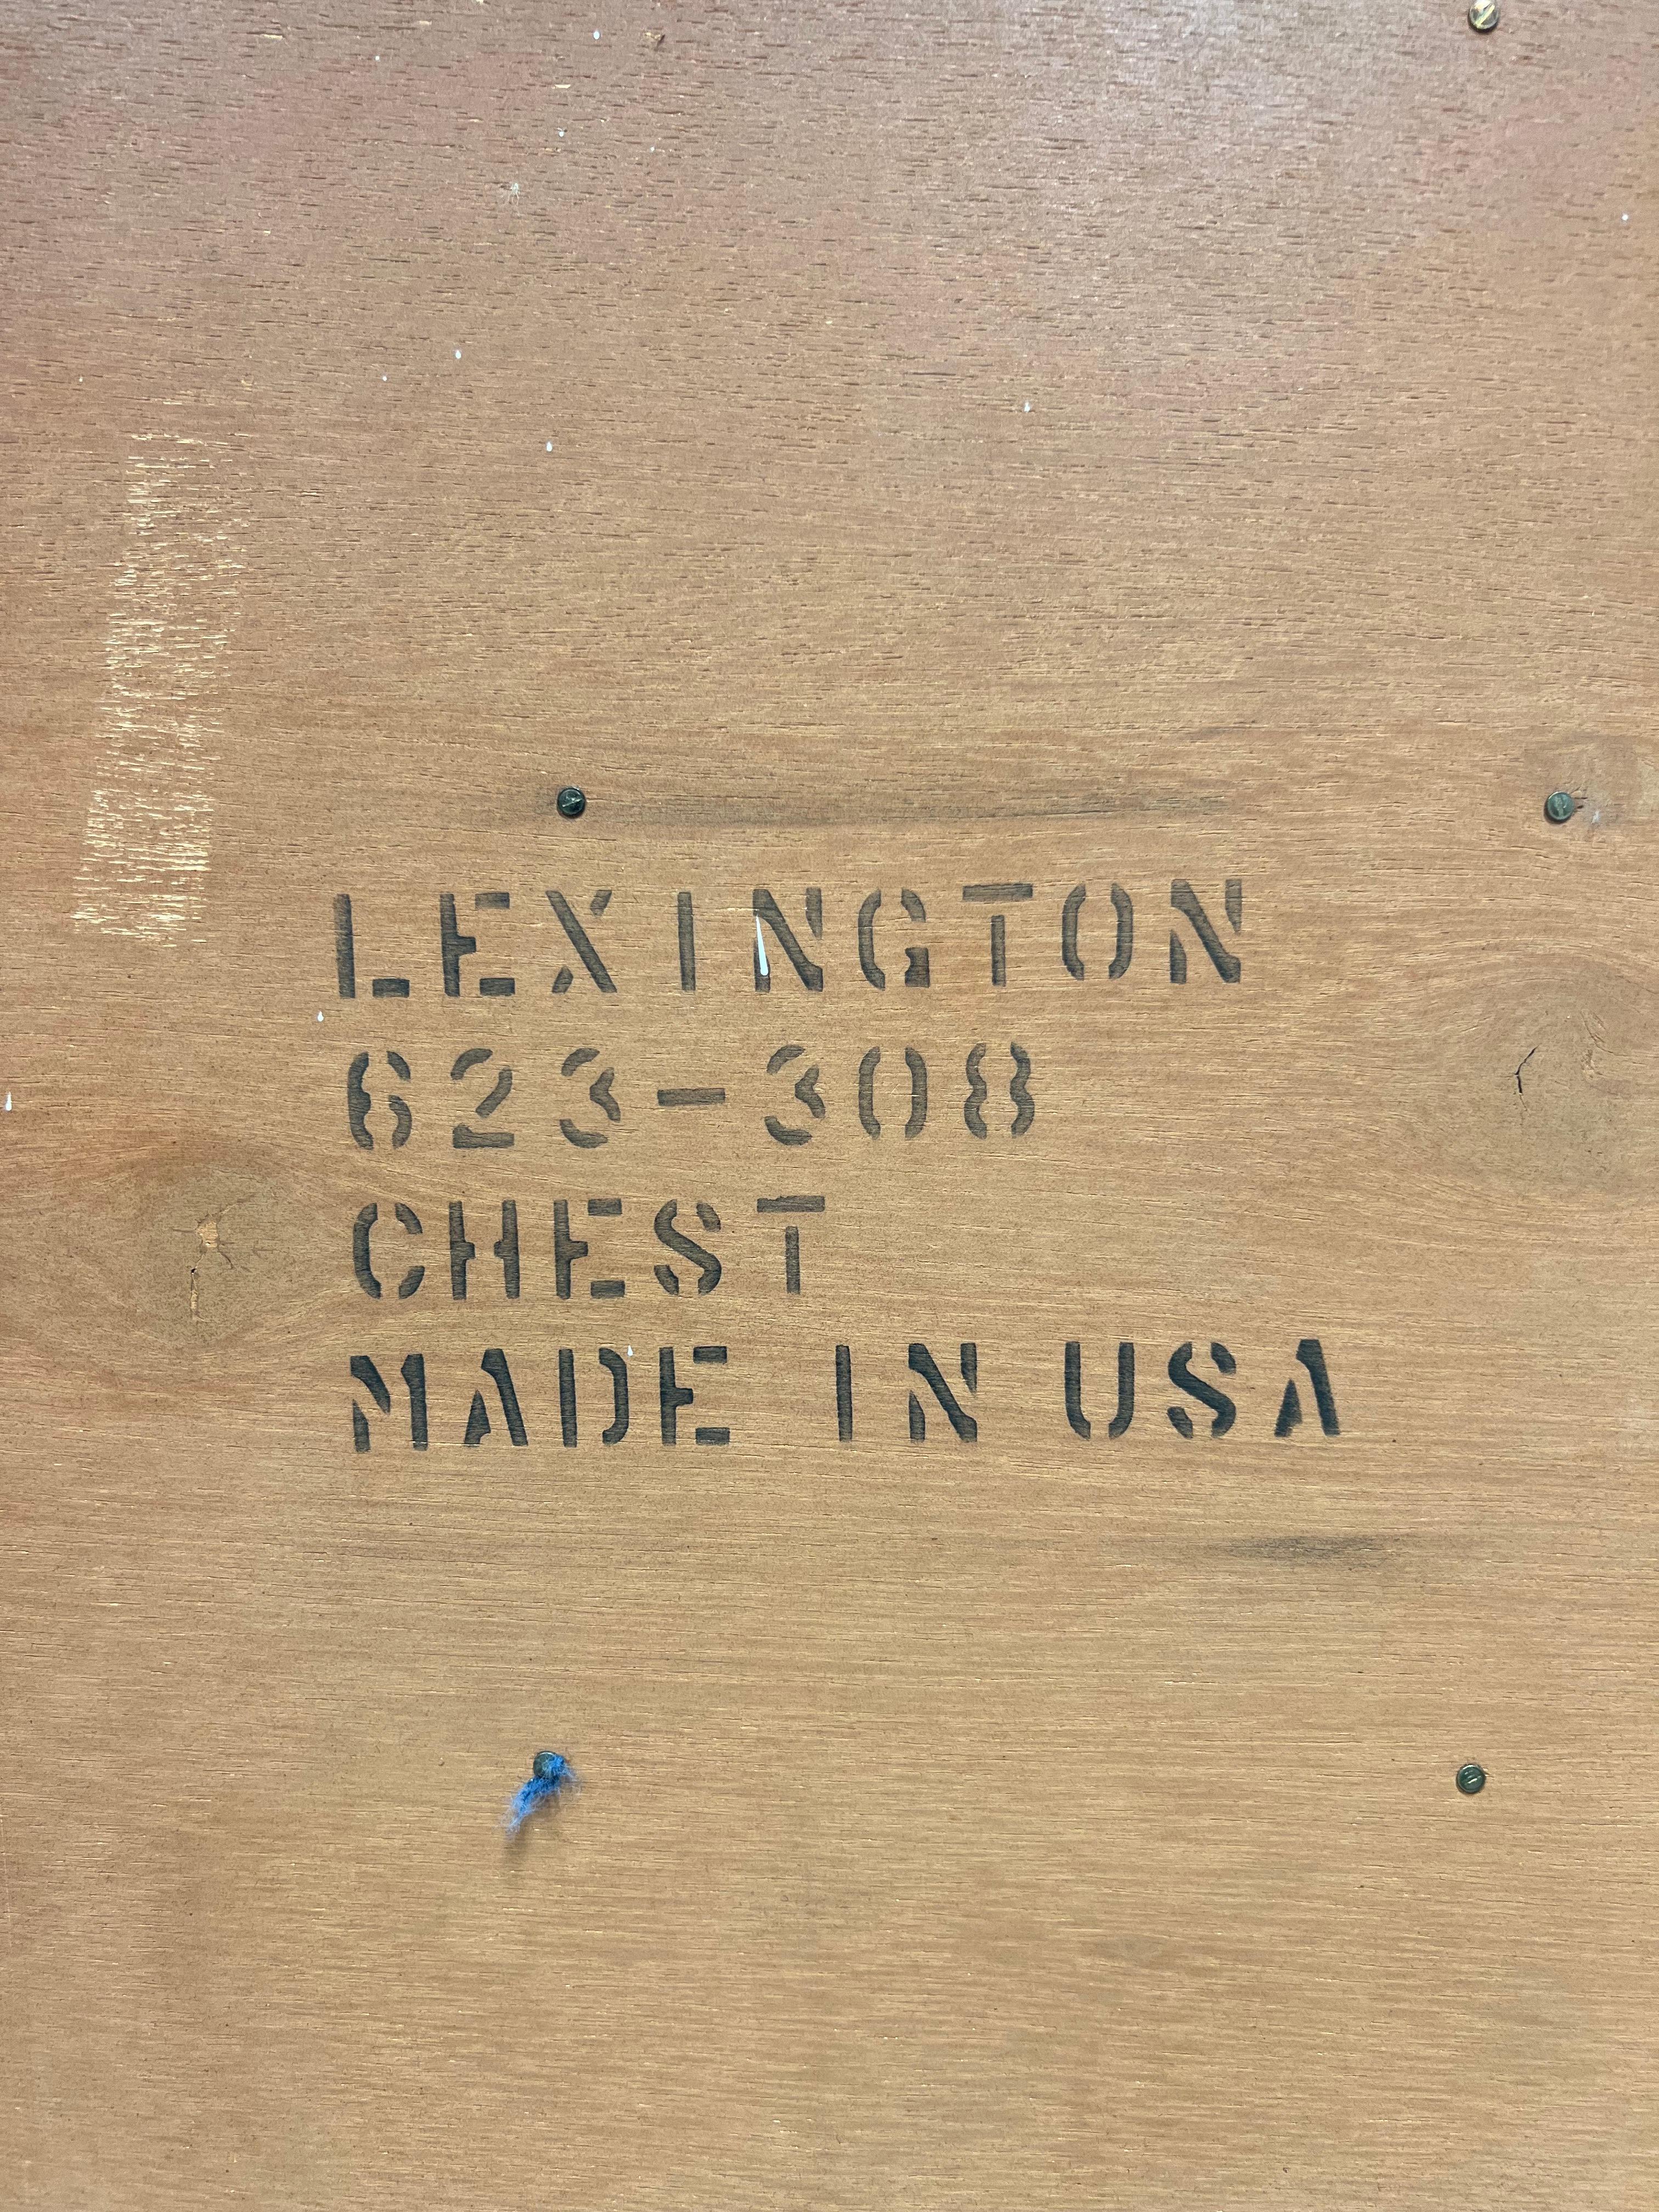 LEXINGTON
623-308
CHEST
MADE IN USA